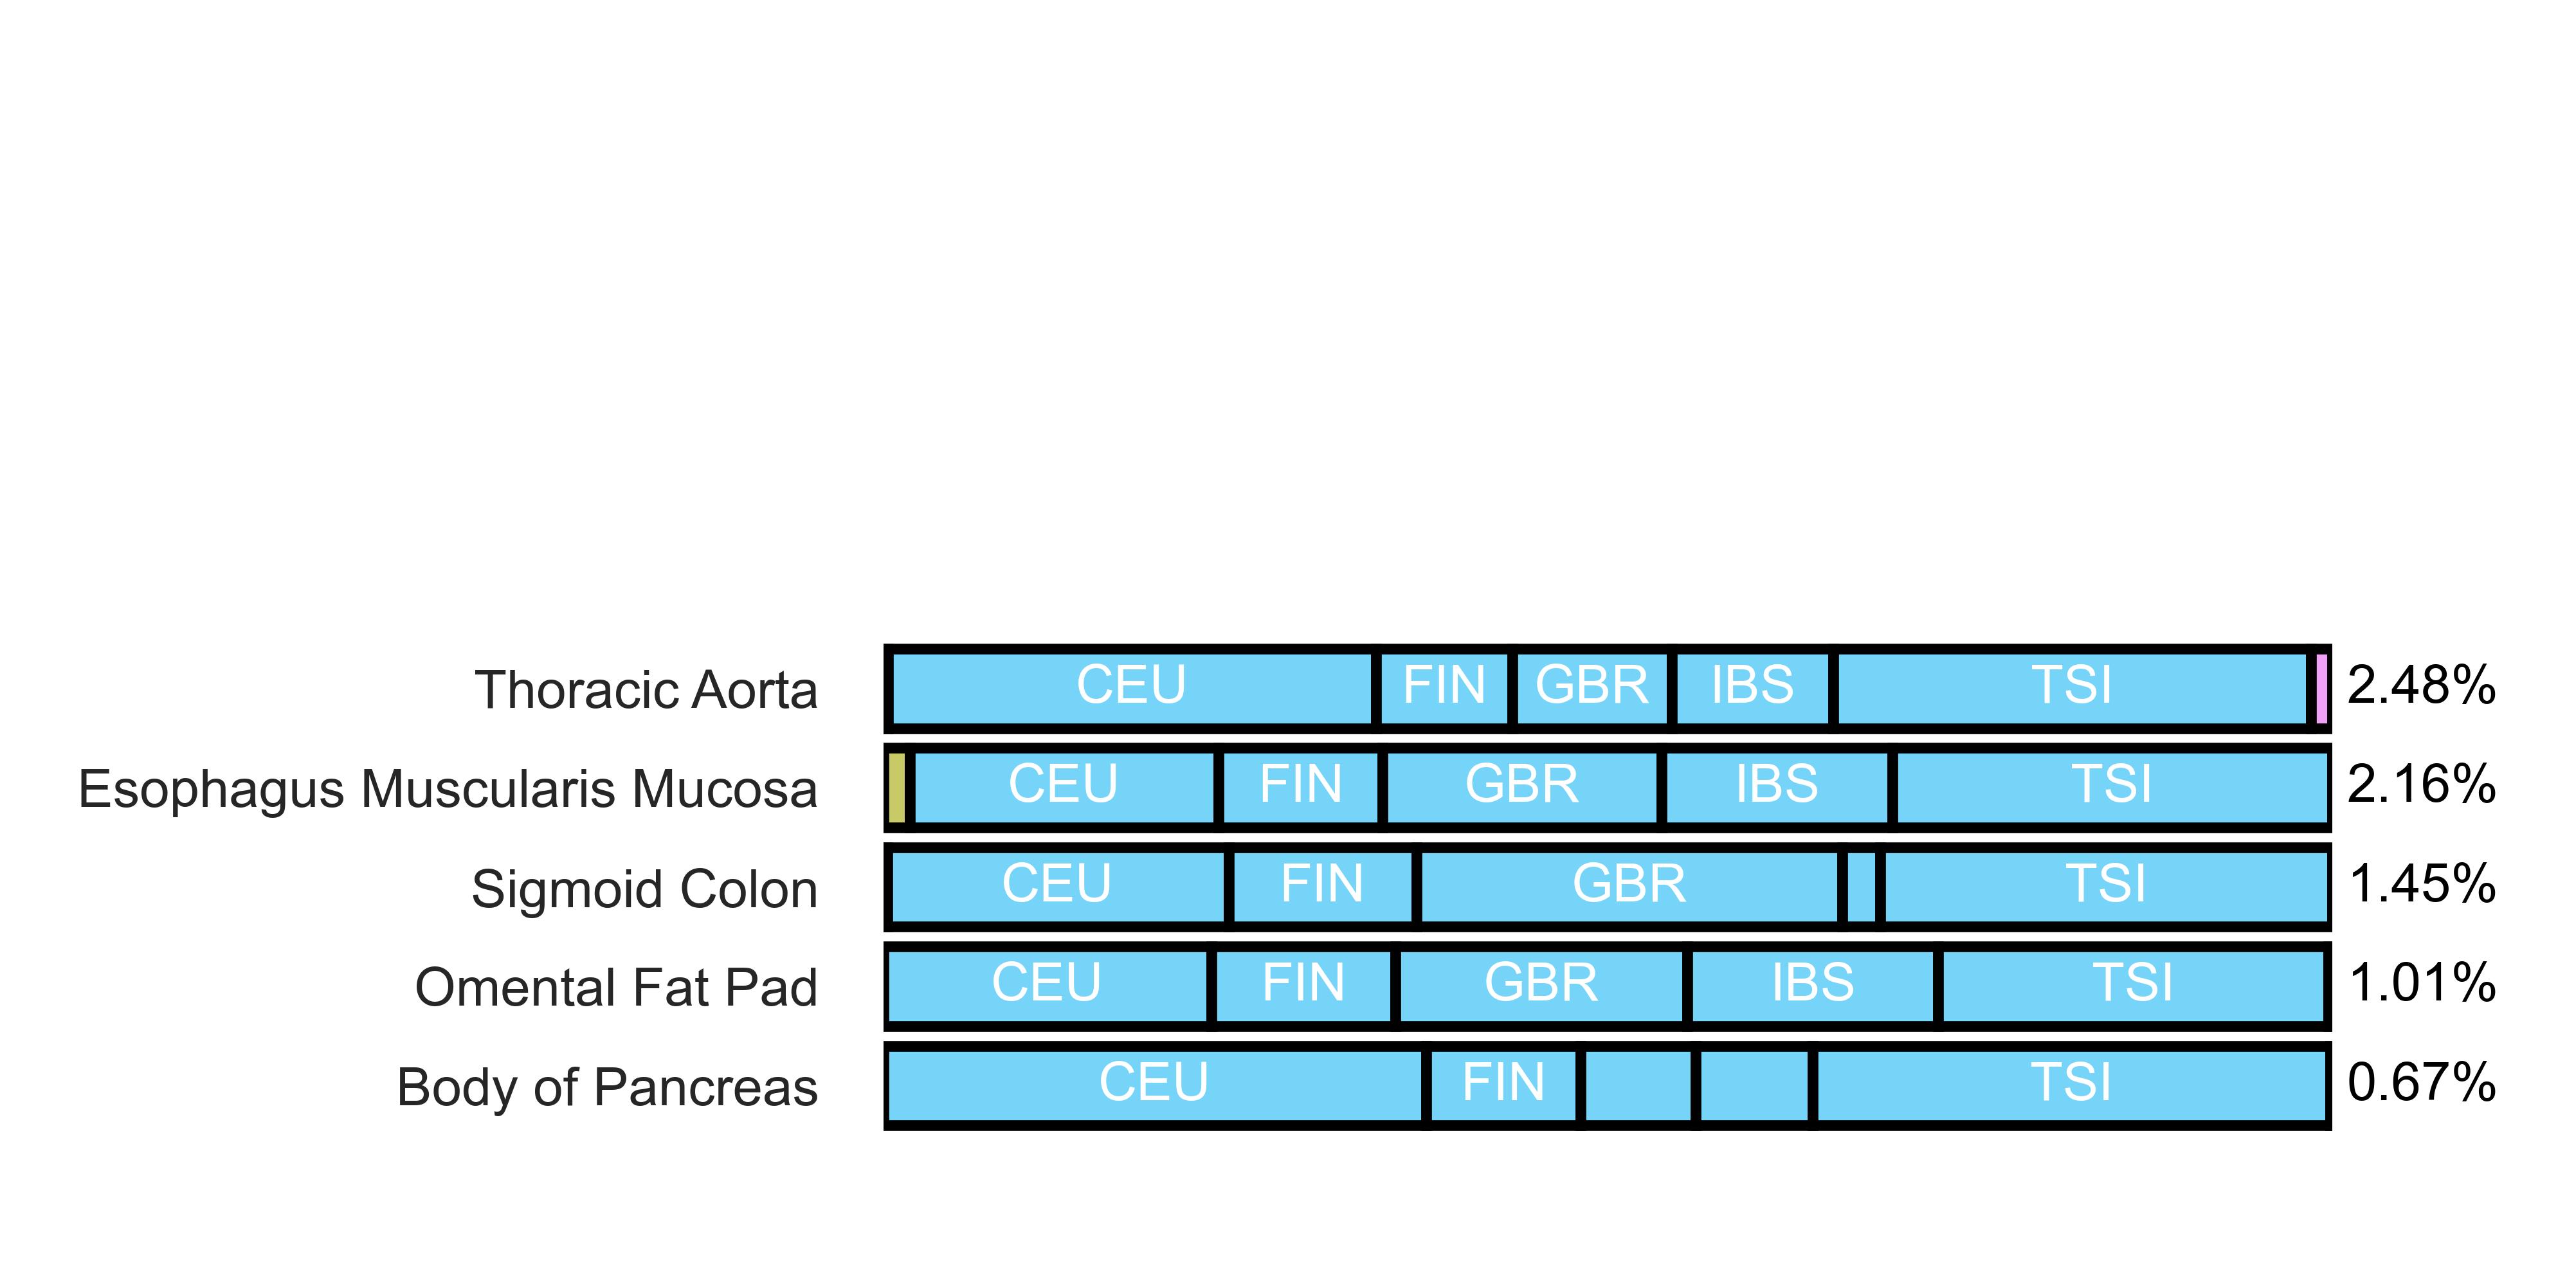 Thoracic Aorta CEU FIN GBR IBS TSI 2.48%
Esophagus Muscularis Mucosa CEU FIN GBR IBS TSI 2.16%
Sigmoid Colon CEU FIN GBR TSI 1.45%
Omental Fat Pad CEU FIN GBR IBS TSI 1.01%
Body of Pancreas CEU FIN TSI 0.67%